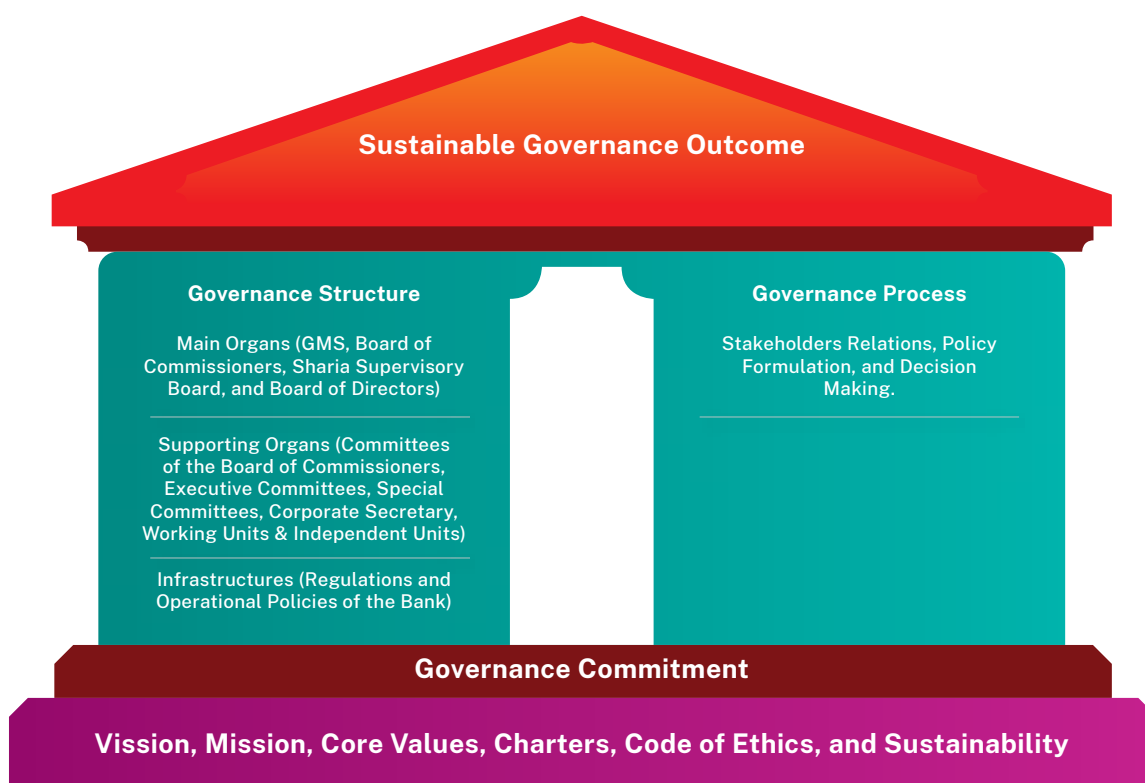 Sustainable Governance Outcome
Governance Structure
Main Organs (GMS, Board of
Commissioners, Sharia Supervisory
Board, and Board of Directors)
Supporting Organs (Committees
of the Board of Commissioners,
Executive Committees, Special
Committees, Corporate Secretary,
Working Units & Independent Units)
Infrastructures (Regulations and
Operational Policies of the Bank)
Governance Process
Stakeholders Relations, Policy
Formulation, and Decision
Making.
Governance Commitment
Vission, Mission, Core Values, Charters, Code of Ethics, and Sustainability